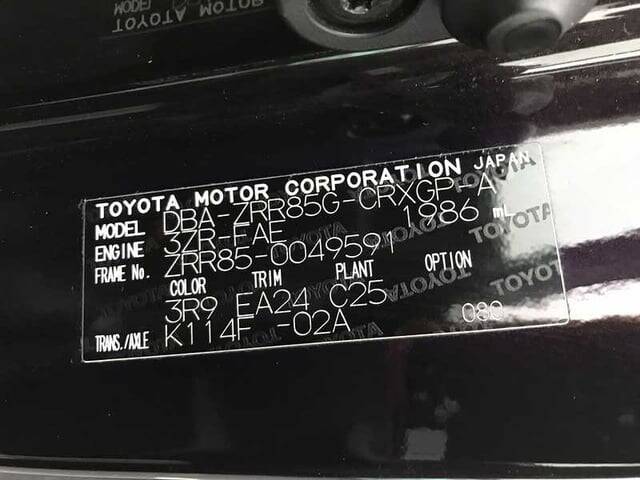 TOYOTA MOTOR CORPORATION JAPAN
MODEL DBA-ZRR85G-CRXGP-A
ENGINE 3ZR-FAE 1986 mL
FRAME No. ZRR85-0049591
COLOR TRIM PLANT OPTION
3R9 EA24 C25 080
TRANS./AXLE K114F -02A